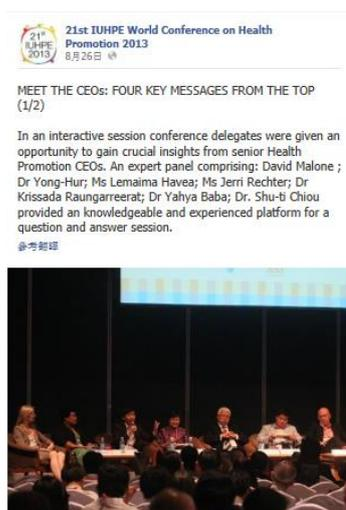 21st
IUHPE
2013
21st IUHPE World Conference on Health
Promotion 2013
8月26日
MEET THE CEOs: FOUR KEY MESSAGES FROM THE TOP
(1/2)
In an interactive session conference delegates were given an
opportunity to gain crucial insights from senior Health
Promotion CEOs. An expert panel comprising: David Malone ;
Dr Yong-Hur; Ms Lemaima Havea; Ms Jerri Rechter; Dr
Krissada Raungarreerat; Dr Yahya Baba; Dr. Shu-ti Chiou
provided an knowledgeable and experienced platform for a
question and answer session.
參考翻譯